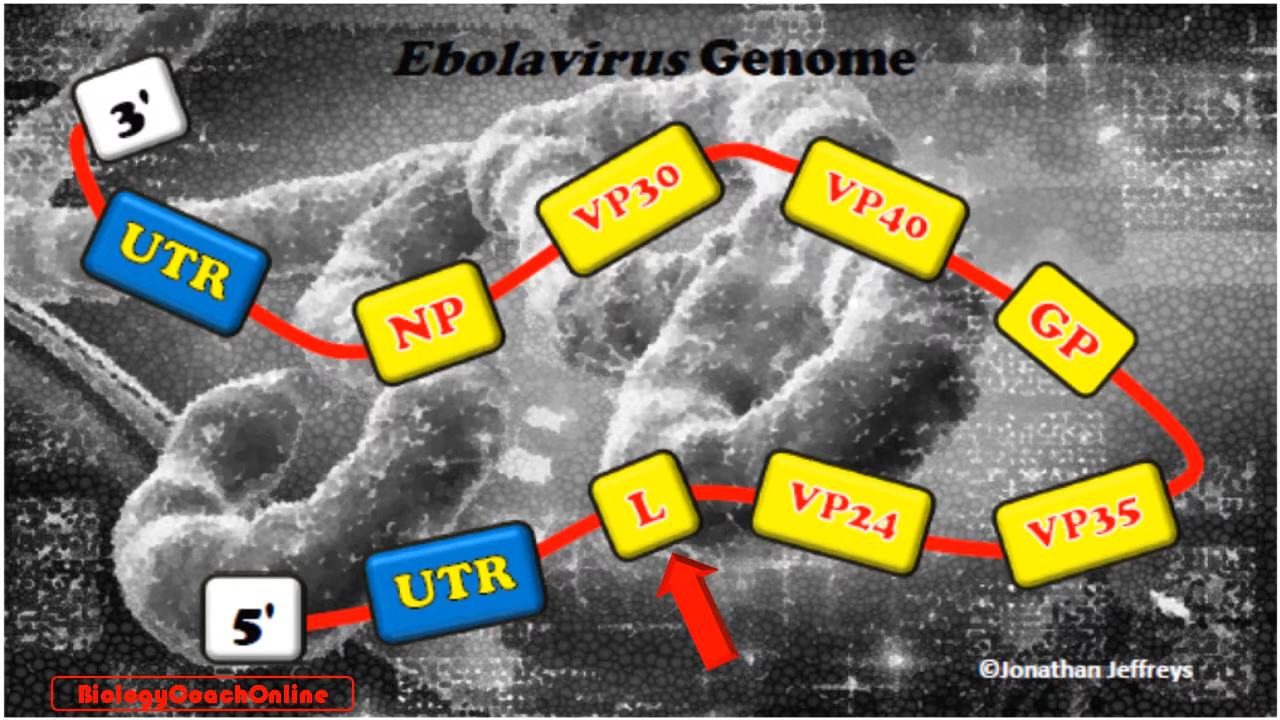 Ebolavirus Genome
3'
UTR
NP
VP30
VP40
GP
VP35
VP24
L
UTR
5'
©Jonathan Jeffreys
BiologyCoachOnline